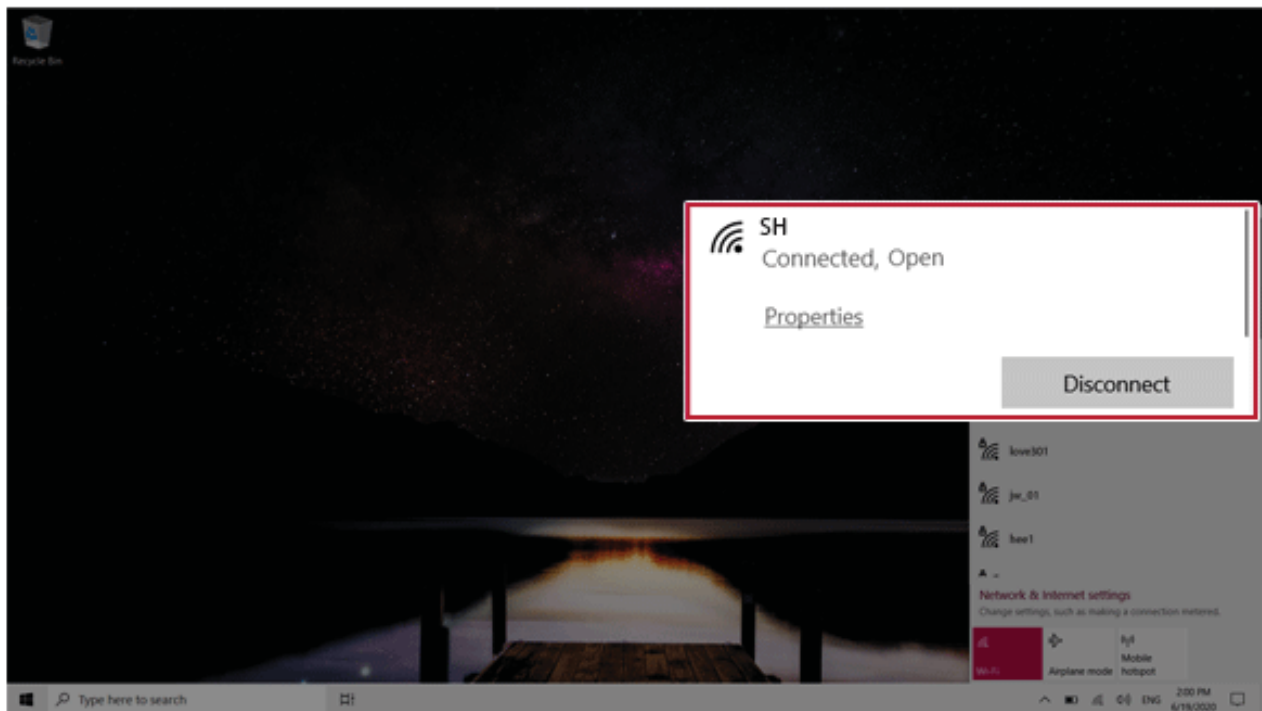 Recycle Bin
SH
Connected, Open
Properties
Disconnect
love301
jw_01
hee1
Network & Internet settings
Change settings, such as making a connection metered.
Wi-Fi
Airplane mode
Mobile
hotspot
Type here to search
ENG
2:00 PM
6/19/2020